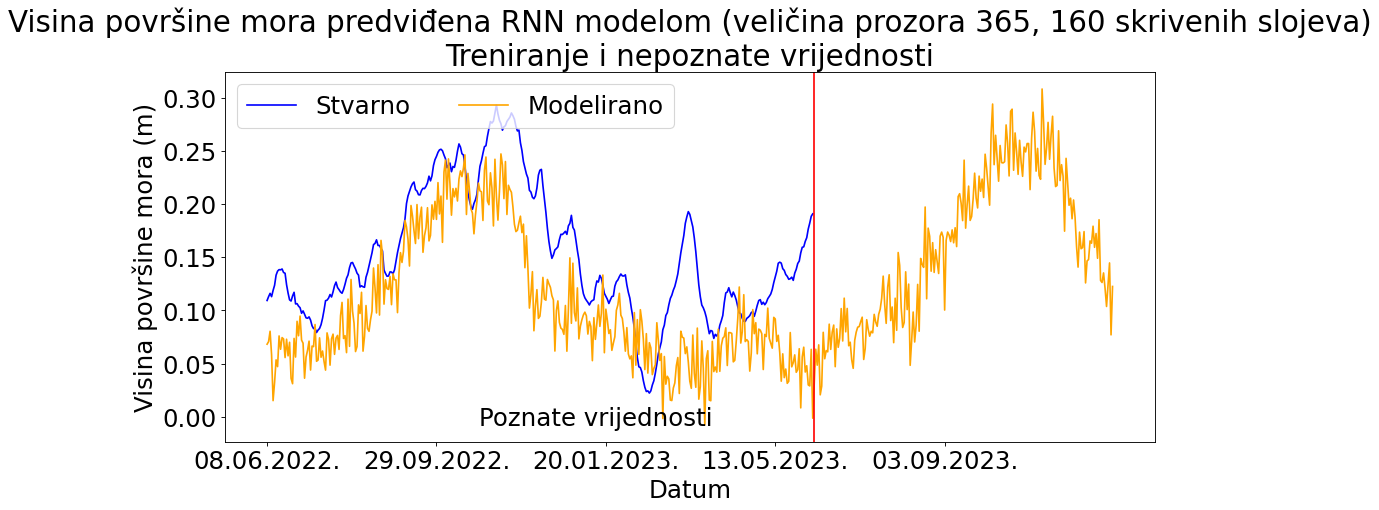 Visina površine mora predviđena RNN modelom (veličina prozora 365, 160 skrivenih slojeva)
Treniranje i nepoznate vrijednosti
Stvarno Modelirano
Visina površine mora (m)
0.30
0.25
0.20
0.15
0.10
0.05
0.00
Poznate vrijednosti
08.06.2022. 29.09.2022. 20.01.2023. 13.05.2023. 03.09.2023.
Datum